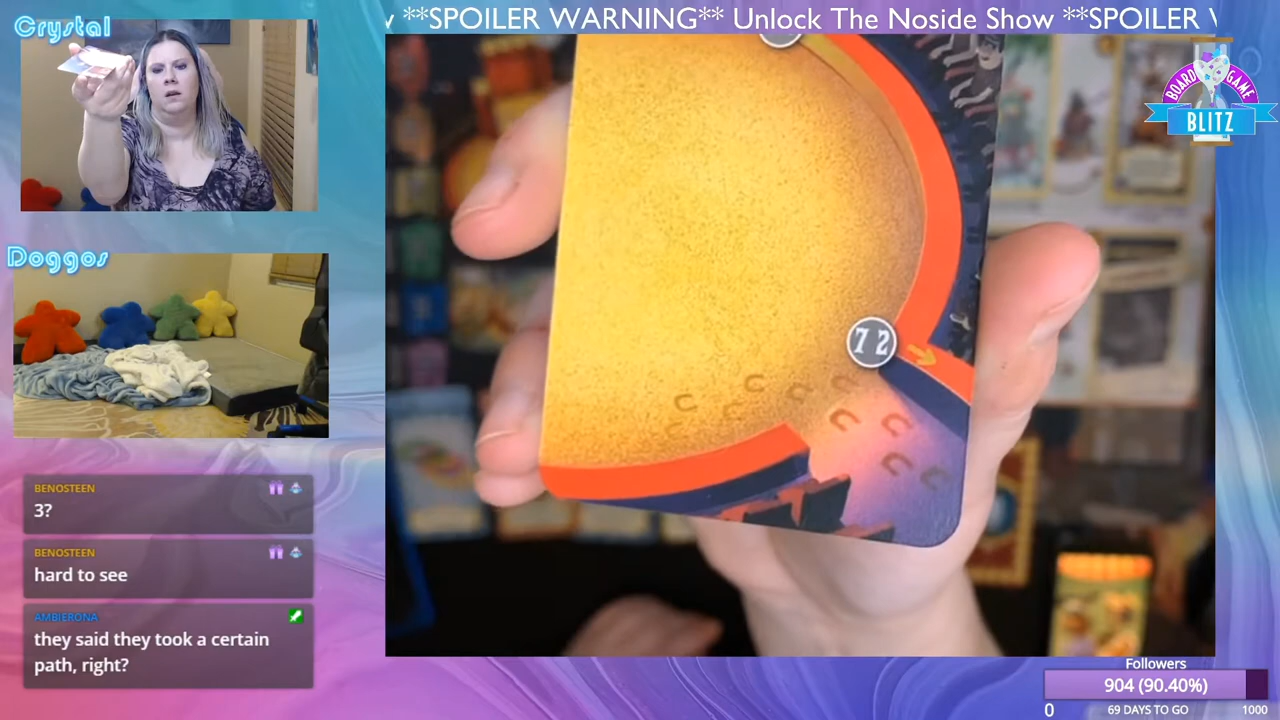 Crystal
**SPOILER WARNING** Unlock The Noside Show **SPOILER
BOARD GAME
BLITZ
72
Doggos
BENOSTEEN
3?
BENOSTEEN
hard to see
AMBIERONA
they said they took a certain
path, right?
Followers
904 (90.40%)
0 69 DAYS TO GO 1000